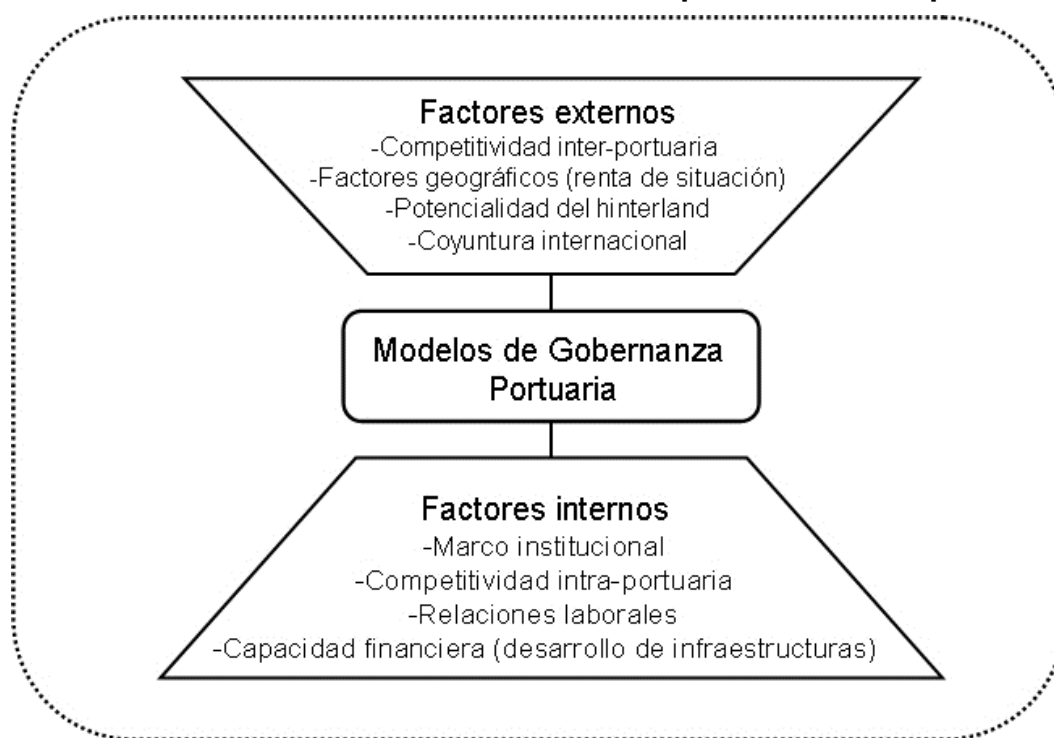 Factores externos
-Competitividad inter-portuaria
-Factores geográficos (renta de situación)
-Potencialidad del hinterland
-Coyuntura internacional
Modelos de Gobernanza
Portuaria
Factores internos
-Marco institucional
-Competitividad intra-portuaria
-Relaciones laborales
-Capacidad financiera (desarrollo de infraestructuras)